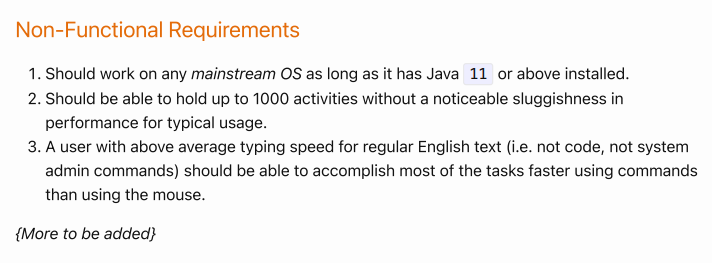 Non-Functional Requirements
1. Should work on any mainstream OS as long as it has Java 11 or above installed.
2. Should be able to hold up to 1000 activities without a noticeable sluggishness in
performance for typical usage.
3. A user with above average typing speed for regular English text (i.e. not code, not system
admin commands) should be able to accomplish most of the tasks faster using commands
than using the mouse.
{More to be added}